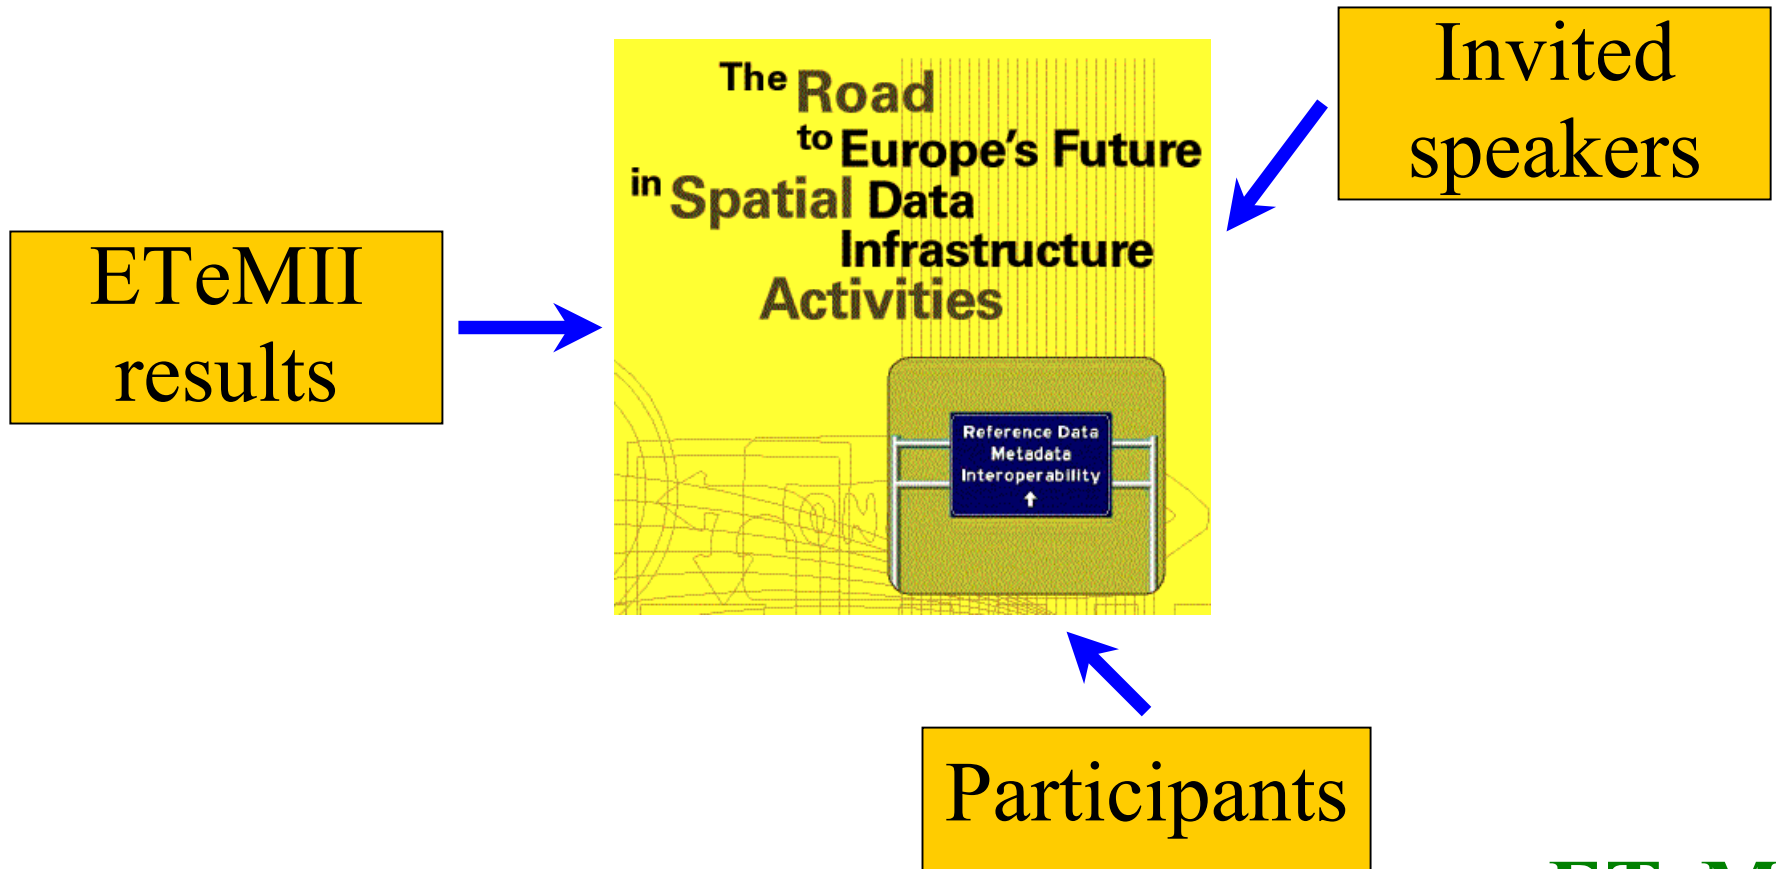 The Road
to Europe's Future
in Spatial Data
Infrastructure
Activities
Reference Data
Metadata
Interoperability
Invited
speakers
ETeMII
results
Participants